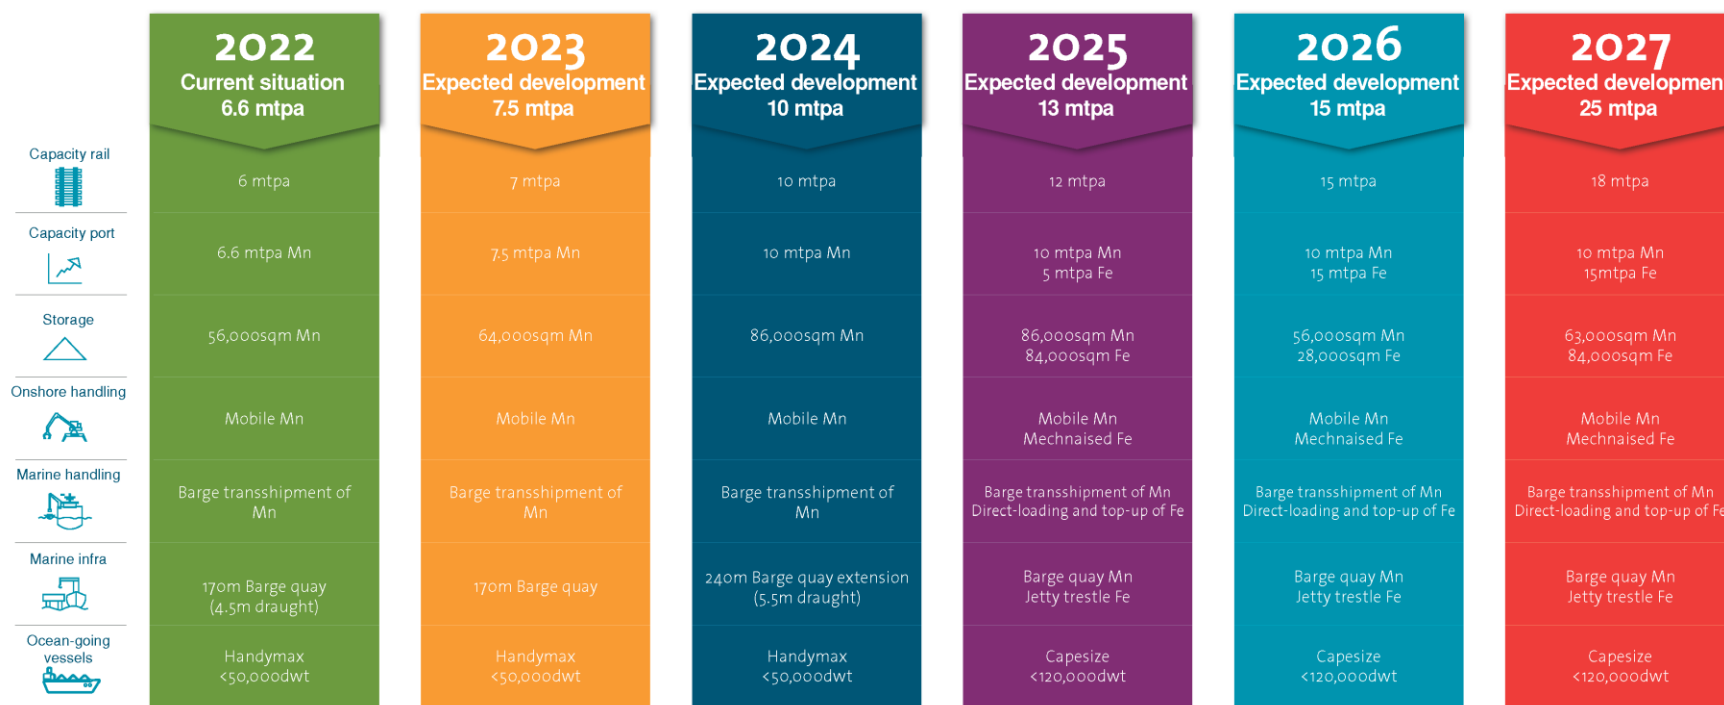 2022
Current situation
6.6 mtpa
2023
Expected development
7.5 mtpa
2024
Expected development
10 mtpa
2025
Expected development
13 mtpa
2026
Expected development
15 mtpa
2027
Expected developmen
25 mtpa
Capacity rail
6 mtpa
7 mtpa
10 mtpa
12 mtpa
15 mtpa
18 mtpa
Capacity port
6.6 mtpa Mn
7.5 mtpa Mn
10 mtpa Mn
10 mtpa Mn
5 mtpa Fe
10 mtpa Mn
15 mtpa Fe
10 mtpa Mn
15mtpa Fe
Storage
56,000sqm Mn
64,000sqm Mn
86,000sqm Mn
86,000sqm Mn
84,000sqm Fe
56,000sqm Mn
28,000sqm Fe
63,000sqm Mn
84,000sqm Fe
Onshore handling
Mobile Mn
Mobile Mn
Mobile Mn
Mobile Mn
Mechnaised Fe
Mobile Mn
Mechnaised Fe
Mobile Mn
Mechnaised Fe
Marine handling
Barge transshipment of
Mn
Barge transshipment of
Mn
Barge transshipment of
Mn
Barge transshipment of Mn
Direct-loading and top-up of Fe
Barge transshipment of Mn
Direct-loading and top-up of Fe
Barge transshipment of Mn
Direct-loading and top-up of Fe
Marine infra
170m Barge quay
(4.5m draught)
170m Barge quay
240m Barge quay extension
(5.5m draught)
Barge quay Mn
Jetty trestle Fe
Barge quay Mn
Jetty trestle Fe
Barge quay Mn
Jetty trestle Fe
Ocean-going
vessels
Handymax
<50,000dwt
Handymax
<50,000dwt
Handymax
<50,000dwt
Capesize
<120,000dwt
Capesize
<120,000dwt
Capesize
<120,000dwt